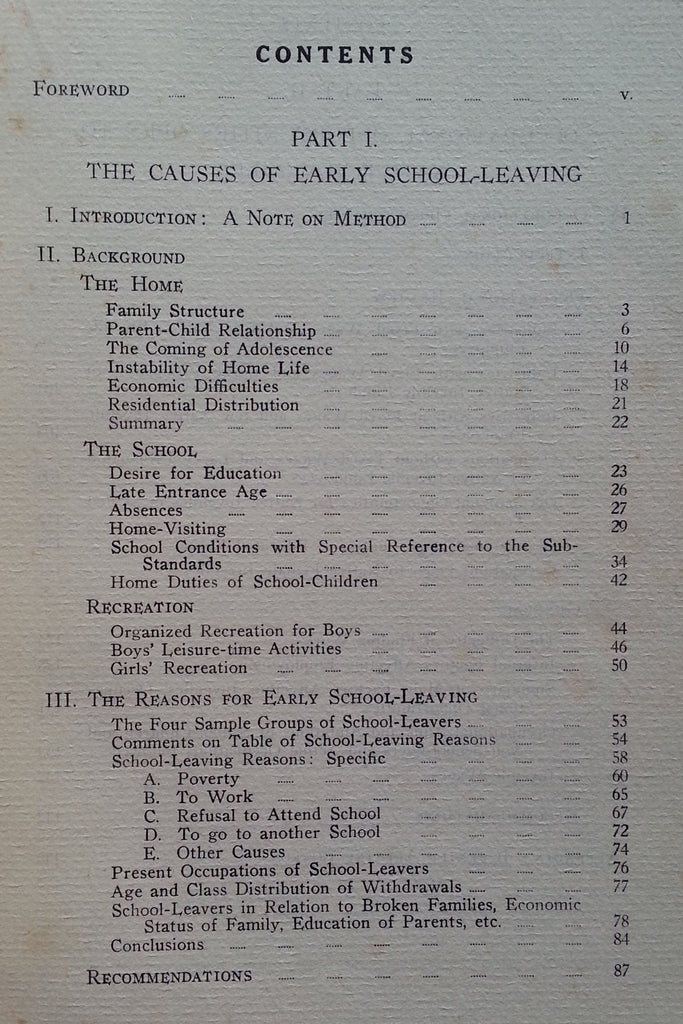 CONTENTS
FOREWORD ...... ...... ...... ...... ...... ...... ...... ...... ...... v.
PART I.
THE CAUSES OF EARLY SCHOOL-LEAVING
I. INTRODUCTION: A NOTE ON METHOD ...... ...... ...... ...... 1
II. BACKGROUND
THE HOME
Family Structure ...... ...... ...... ...... ...... ...... ...... 3
Parent-Child Relationship ...... ...... ...... ...... ...... ...... 6
The Coming of Adolescence ...... ...... ...... ...... ...... 10
Instability of Home Life ...... ...... ...... ...... ...... ...... 14
Economic Difficulties ...... ...... ...... ...... ...... ...... 18
Residential Distribution ...... ...... ...... ...... ...... ...... 21
Summary ...... ...... ...... ...... ...... ...... ...... ...... 22
THE SCHOOL
Desire for Education ...... ...... ...... ...... ...... ...... 23
Late Entrance Age ...... ...... ...... ...... ...... ...... ...... 26
Absences ...... ...... ...... ...... ...... ...... ...... ...... 27
Home-Visiting ...... ...... ...... ...... ...... ...... ...... 29
School Conditions with Special Reference to the Sub-
Standards ...... ...... ...... ...... ...... ...... ...... 34
Home Duties of School-Children ...... ...... ...... ...... 42
RECREATION
Organized Recreation for Boys ...... ...... ...... ...... ...... 44
Boys' Leisure-time Activities ...... ...... ...... ...... ...... 46
Girls' Recreation ...... ...... ...... ...... ...... ...... ...... 50
III. THE REASONS FOR EARLY SCHOOL-LEAVING
The Four Sample Groups of School-Leavers ...... ...... ...... 53
Comments on Table of School-Leaving Reasons ...... ...... 54
School-Leaving Reasons: Specific ...... ...... ...... ...... 58
A. Poverty ...... ...... ...... ...... ...... ...... ...... 60
B. To Work ...... ...... ...... ...... ...... ...... ...... 65
C. Refusal to Attend School ...... ...... ...... ...... 67
D. To go to another School ...... ...... ...... ...... 72
E. Other Causes ...... ...... ...... ...... ...... ...... 74
Present Occupations of School-Leavers ...... ...... ...... 76
Age and Class Distribution of Withdrawals ...... ...... ...... 77
School-Leavers in Relation to Broken Families, Economic
Status of Family, Education of Parents, etc. ...... ...... 78
Conclusions ...... ...... ...... ...... ...... ...... ...... ...... 84
RECOMMENDATIONS ...... ...... ...... ...... ...... ...... ...... 87